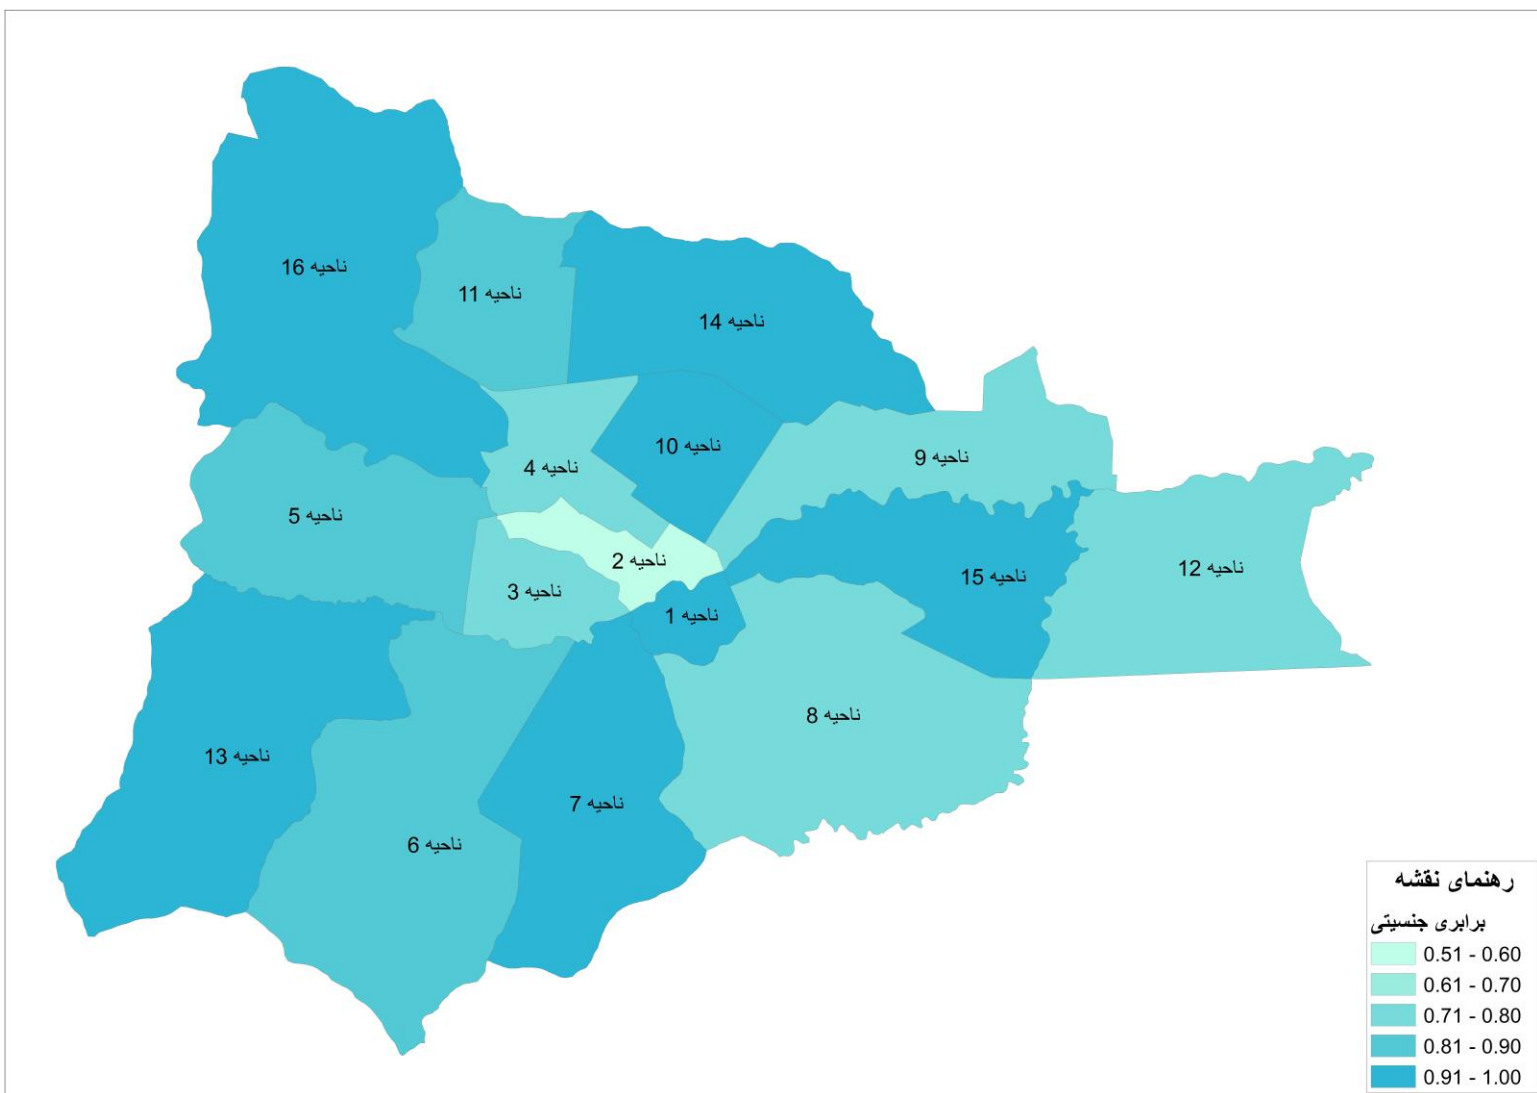 ناحیه 16
ناحیه 11
ناحیه 14
ناحیه 10
ناحیه 9
ناحیه 4
ناحیه 5
ناحیه 2
ناحیه 12
ناحیه 15
ناحیه 3
ناحیه 1
ناحیه 8
ناحیه 13
ناحیه 7
ناحیه 6
رهنمای نقشه
برابری جنسیتی
0.51 - 0.60
0.61 - 0.70
0.71 - 0.80
0.81 - 0.90
0.91 - 1.00